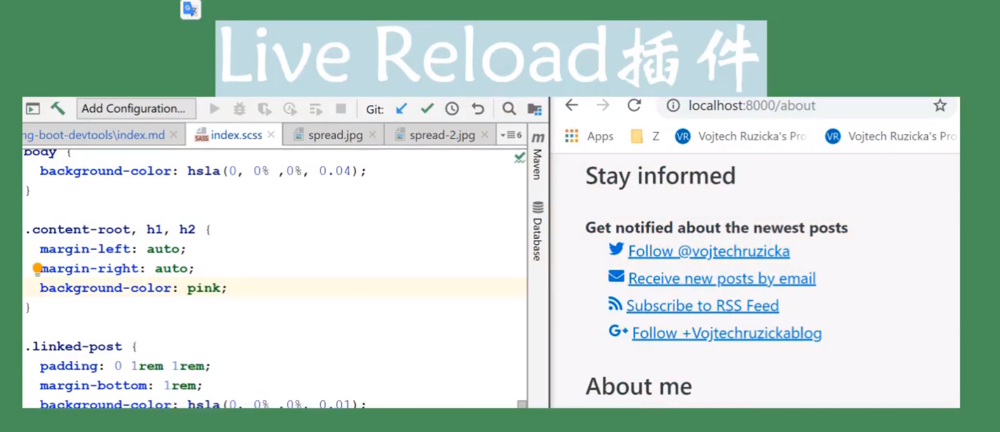 Live Reload插件
Add Configuration...
Git:
localhost:8000/about
ng-boot-devtools\index.md
index.scss
spread.jpg
spread-2.jpg
6
Apps
Z
VR
Vojtech Ruzicka's Pro
VR
Vojtech Ruzicka's Pro
body {
background-color: hsla(0, 0% ,0%, 0.04);
}
.content-root, h1, h2 {
margin-left: auto;
margin-right: auto;
background-color: pink;
}
.linked-post {
padding: 0 1rem 1rem;
margin-bottom: 1rem;
background-color: hsla(0, 0% ,0%, 0.01);
m
Maven
Database
Stay informed
Get notified about the newest posts
Follow @vojtechruzicka
Receive new posts by email
Subscribe to RSS Feed
G+ Follow +Vojtechruzickablog
About me